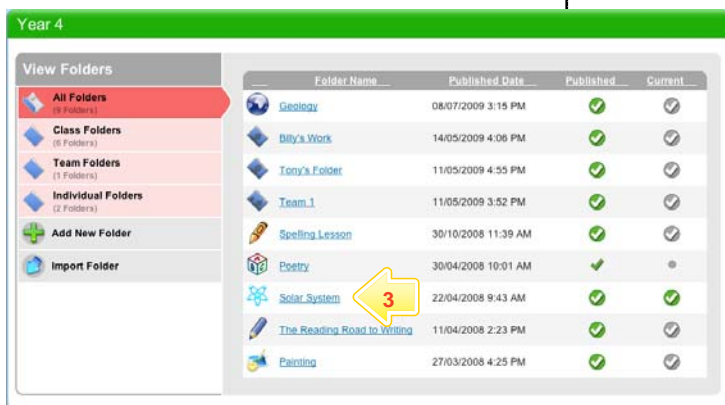 Year 4
View Folders
All Folders
(9 Folders)
Class Folders
(6 Folders)
Team Folders
(1 Folders)
Individual Folders
(2 Folders)
Add New Folder
Import Folder
Folder Name Published Date Published Current
Geology 08/07/2009 3:15 PM
Billy's Work 14/05/2009 4:06 PM
Tony's Folder 11/05/2009 4:55 PM
Team 1 11/05/2009 3:52 PM
Spelling Lesson 30/10/2008 11:39 AM
Poetry 30/04/2008 10:01 AM
Solar System 3 22/04/2008 9:43 AM
The Reading Road to Writing 11/04/2008 2:23 PM
Painting 27/03/2008 4:25 PM